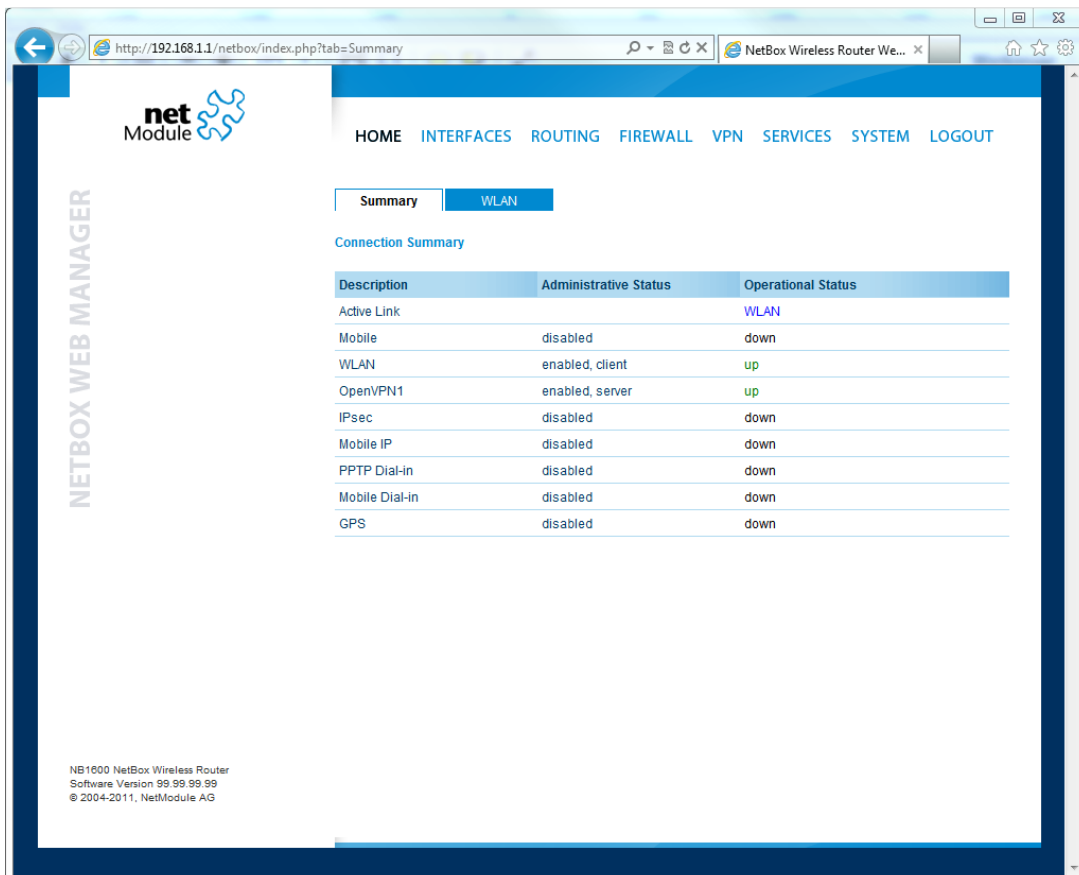 http://192.168.1.1/netbox/index.php?tab=Summary
NetBox Wireless Router We...
net
Module
HOME INTERFACES ROUTING FIREWALL VPN SERVICES SYSTEM LOGOUT
NETBOX WEB MANAGER
Summary WLAN
Connection Summary
Description Administrative Status Operational Status
Active Link WLAN
Mobile disabled down
WLAN enabled, client up
OpenVPN1 enabled, server up
IPsec disabled down
Mobile IP disabled down
PPTP Dial-in disabled down
Mobile Dial-in disabled down
GPS disabled down
NB1600 NetBox Wireless Router
Software Version 99.99.99.99
© 2004-2011, NetModule AG